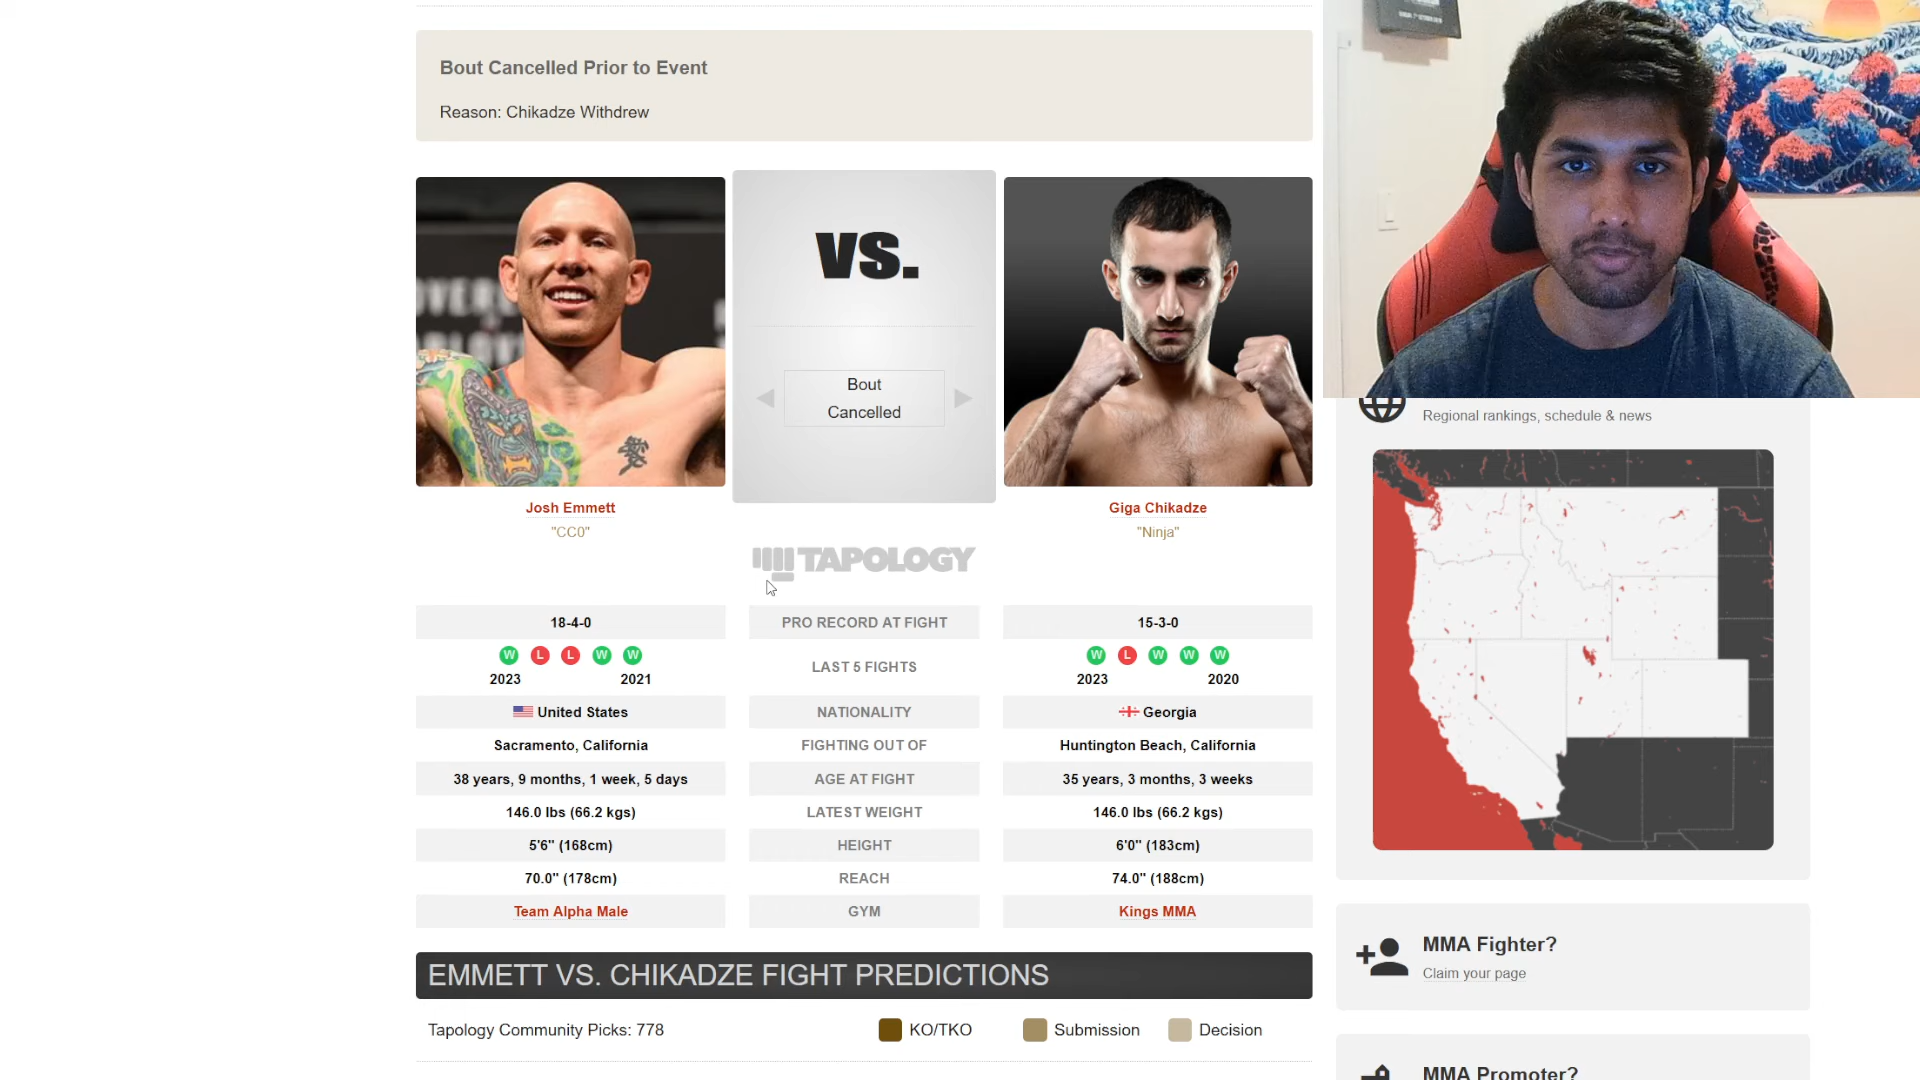 Bout Cancelled Prior to Event
Reason: Chikadze Withdrew
VS.
Bout
Cancelled
Josh Emmett
"CC0"
Giga Chikadze
"Ninja"
TAPOLOGY
18-4-0 PRO RECORD AT FIGHT 15-3-0
W L L W W LAST 5 FIGHTS W L W W W
2023 2021 2023 2020
United States NATIONALITY Georgia
Sacramento, California FIGHTING OUT OF Huntington Beach, California
38 years, 9 months, 1 week, 5 days AGE AT FIGHT 35 years, 3 months, 3 weeks
146.0 lbs (66.2 kgs) LATEST WEIGHT 146.0 lbs (66.2 kgs)
5'6" (168cm) HEIGHT 6'0" (183cm)
70.0" (178cm) REACH 74.0" (188cm)
Team Alpha Male GYM Kings MMA
EMMETT VS. CHIKADZE FIGHT PREDICTIONS
Tapology Community Picks: 778 KO/TKO Submission Decision
Regional rankings, schedule & news
MMA Fighter?
Claim your page
MMA Promoter?